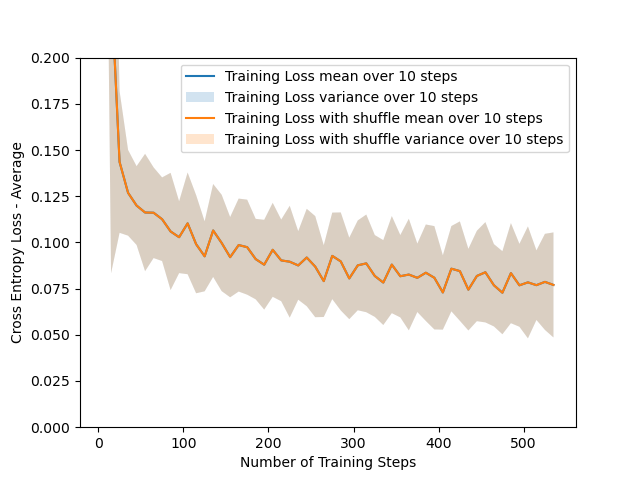 0.200
0.175
0.150
0.125
0.100
0.075
0.050
0.025
0.000
Cross Entropy Loss - Average
Training Loss mean over 10 steps
Training Loss variance over 10 steps
Training Loss with shuffle mean over 10 steps
Training Loss with shuffle variance over 10 steps
0 100 200 300 400 500
Number of Training Steps